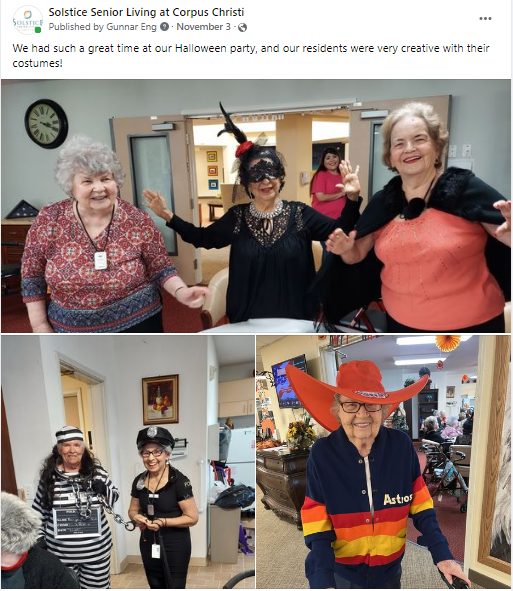 SOLSTICE
Solstice Senior Living at Corpus Christi
Published by Gunnar Eng · November 3 ·
We had such a great time at our Halloween party, and our residents were very creative with their
costumes!
Astros